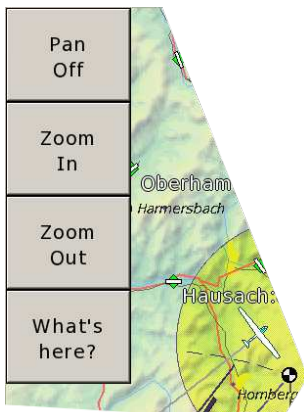 Pan
Off
Zoom
In
Oberham
Harmersbach
Zoom
Out
Hausach:
What's
here?
Hornberg